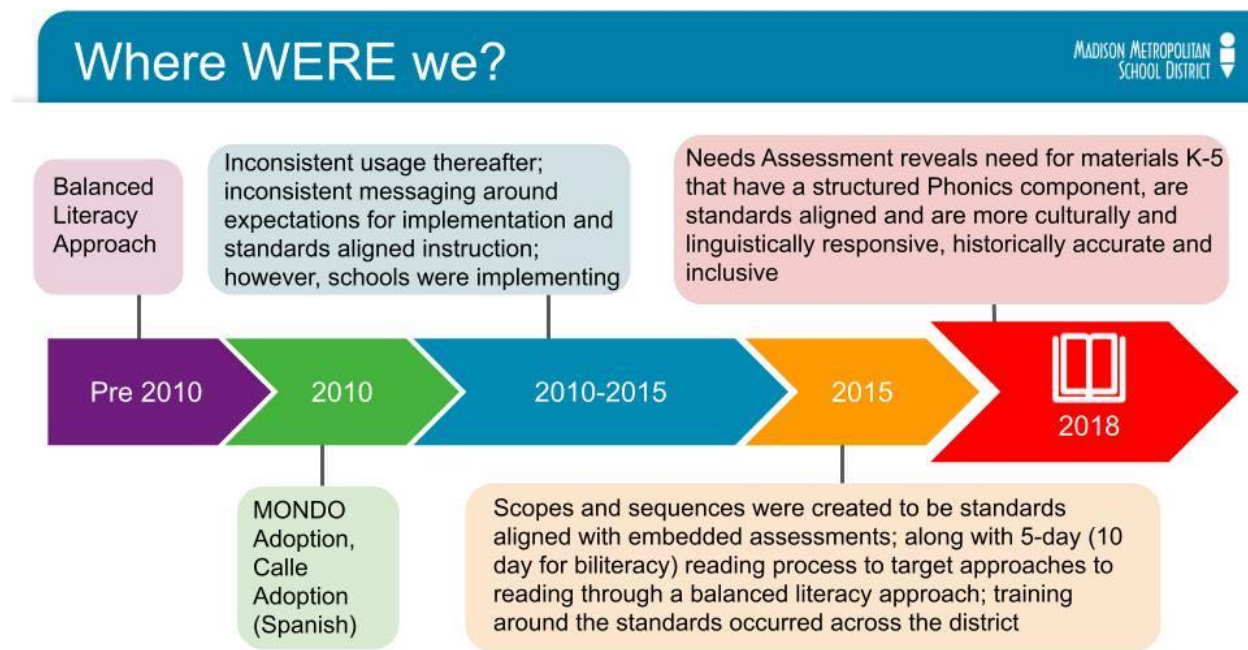 Where WERE we?
MADISON METROPOLITAN
SCHOOL DISTRICT
Balanced
Literacy
Approach
Inconsistent usage thereafter;
inconsistent messaging around
expectations for implementation and
standards aligned instruction;
however, schools were implementing
Needs Assessment reveals need for materials K-5
that have a structured Phonics component, are
standards aligned and are more culturally and
linguistically responsive, historically accurate and
inclusive
Pre 2010
2010
2010-2015
2015
2018
MONDO
Adoption,
Calle
Adoption
(Spanish)
Scopes and sequences were created to be standards
aligned with embedded assessments; along with 5-day (10
day for biliteracy) reading process to target approaches to
reading through a balanced literacy approach; training
around the standards occurred across the district